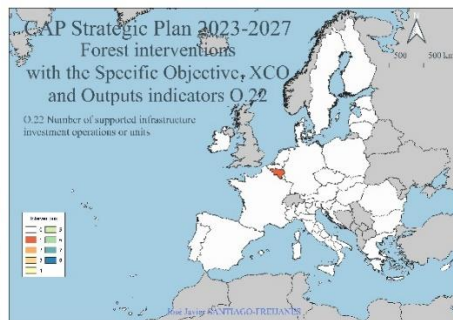 CAP Strategic Plan 2023-2027
Forest interventions
with the Specific Objective, XCO
and Outputs indicators O.22
O.22 Number of supported infrastructure
investment operations or units
500 500 km
José Javier SANTIAGO-FREIJANES